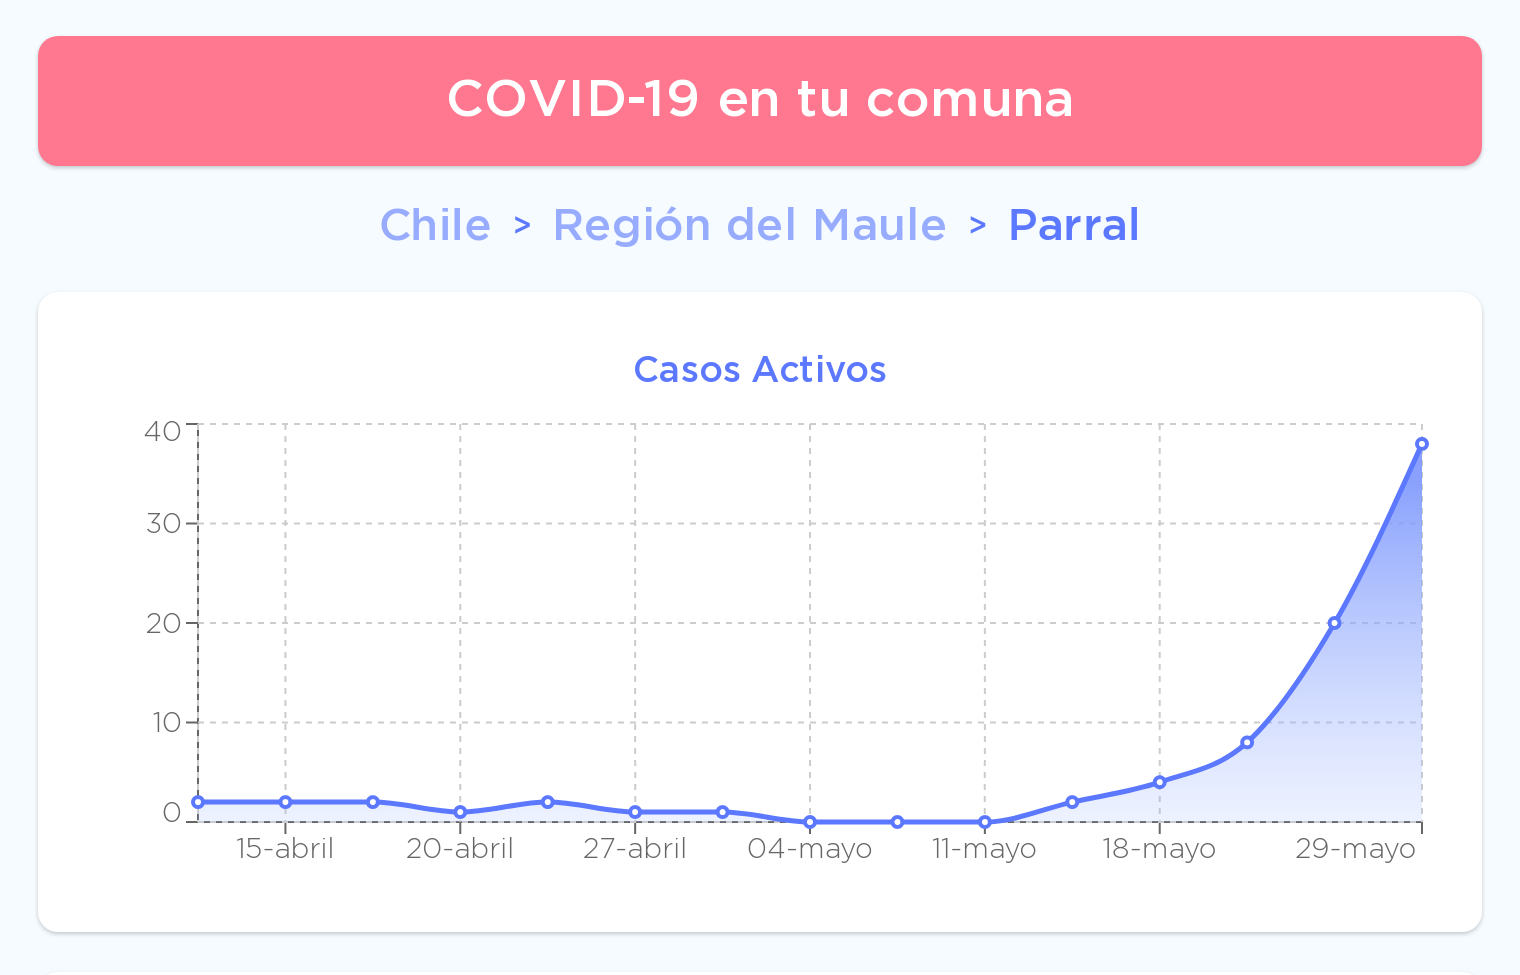 COVID-19 en tu comuna
Chile > Región del Maule > Parral
Casos Activos
40
30
20
10
0
15-abril 20-abril 27-abril 04-mayo 11-mayo 18-mayo 29-mayo